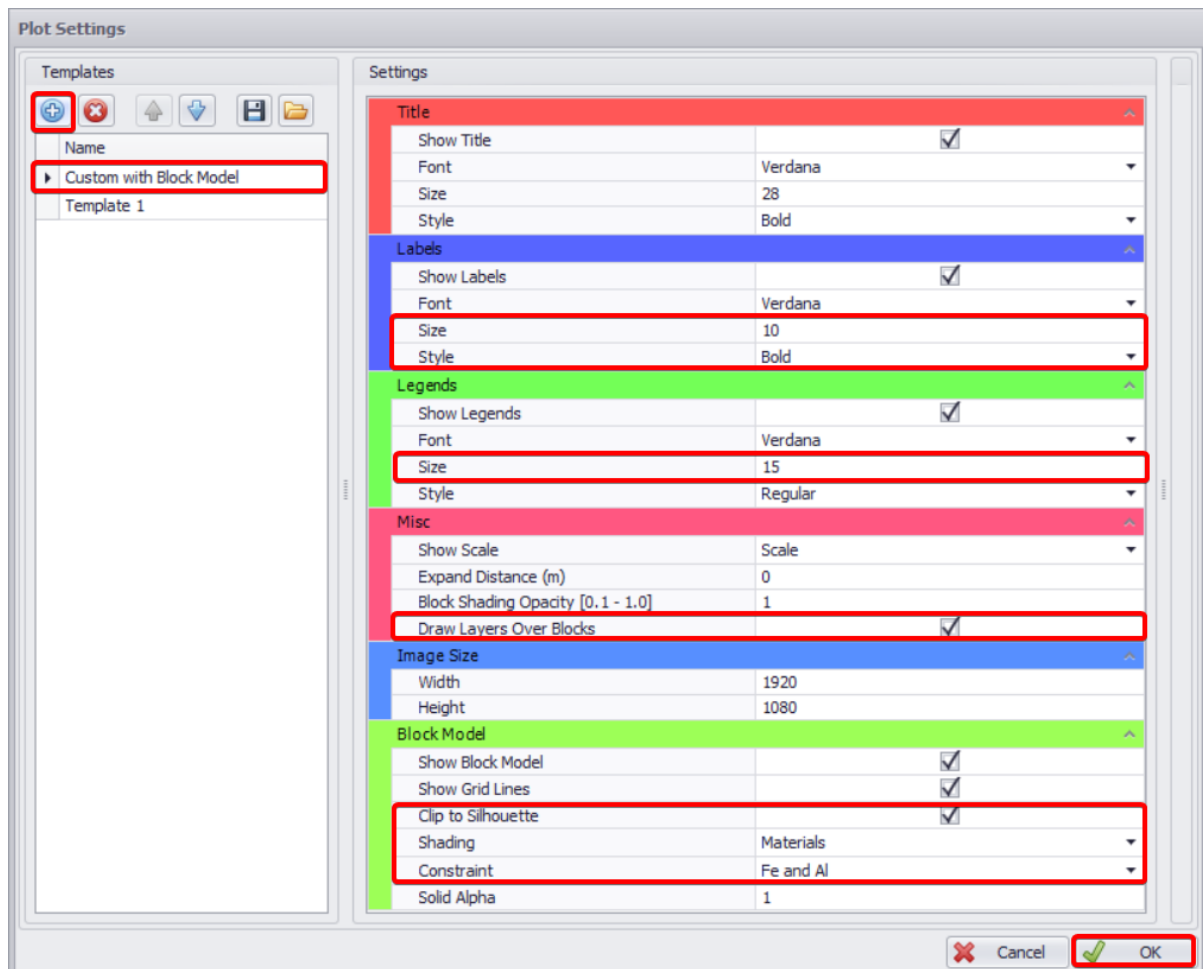 Plot Settings
Templates
Name
Custom with Block Model
Template 1
Settings
Title
Show Title
Font Verdana
Size 28
Style Bold
Labels
Show Labels
Font Verdana
Size 10
Style Bold
Legends
Show Legends
Font Verdana
Size 15
Style Regular
Misc
Show Scale Scale
Expand Distance (m) 0
Block Shading Opacity [0.1 - 1.0] 1
Draw Layers Over Blocks
Image Size
Width 1920
Height 1080
Block Model
Show Block Model
Show Grid Lines
Clip to Silhouette
Shading Materials
Constraint Fe and Al
Solid Alpha 1
Cancel OK